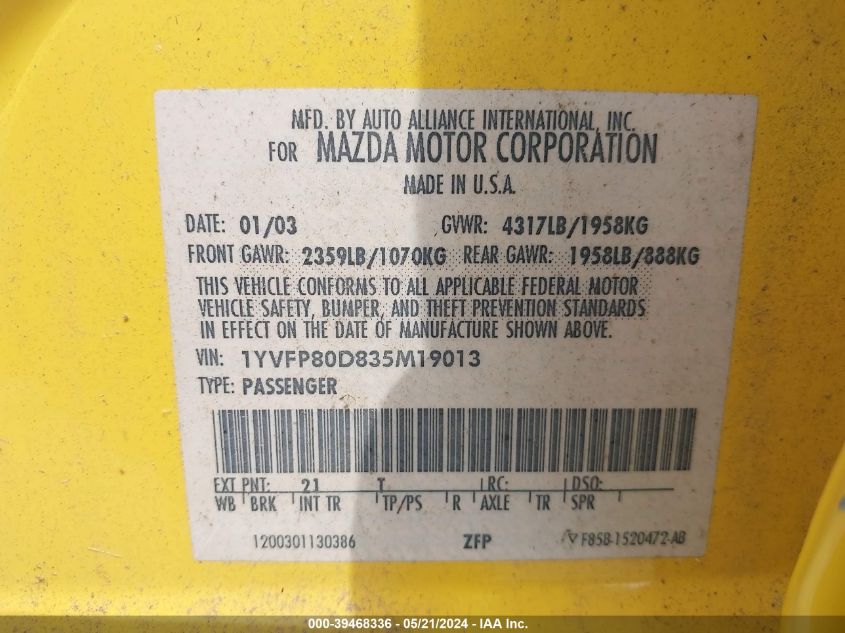 MFD. BY AUTO ALLIANCE INTERNATIONAL, INC.
FOR MAZDA MOTOR CORPORATION
MADE IN U.S.A.
DATE: 01/03 GVWR: 4317LB/1958KG
FRONT GAWR: 2359LB/1070KG REAR GAWR: 1958LB/888KG
THIS VEHICLE CONFORMS TO ALL APPLICABLE FEDERAL MOTOR
VEHICLE SAFETY, BUMPER, AND THEFT PREVENTION STANDARDS
IN EFFECT ON THE DATE OF MANUFACTURE SHOWN ABOVE.
VIN: 1YVFP80D835M19013
TYPE: PASSENGER
EXT PNT: 21 T RC: DSO:
WB BRK INT TR TP/PS R AXLE TR SPR
1200301130386 ZFP F85B-1520472-AB
000-39468336 - 05/21/2024 - IAA Inc.